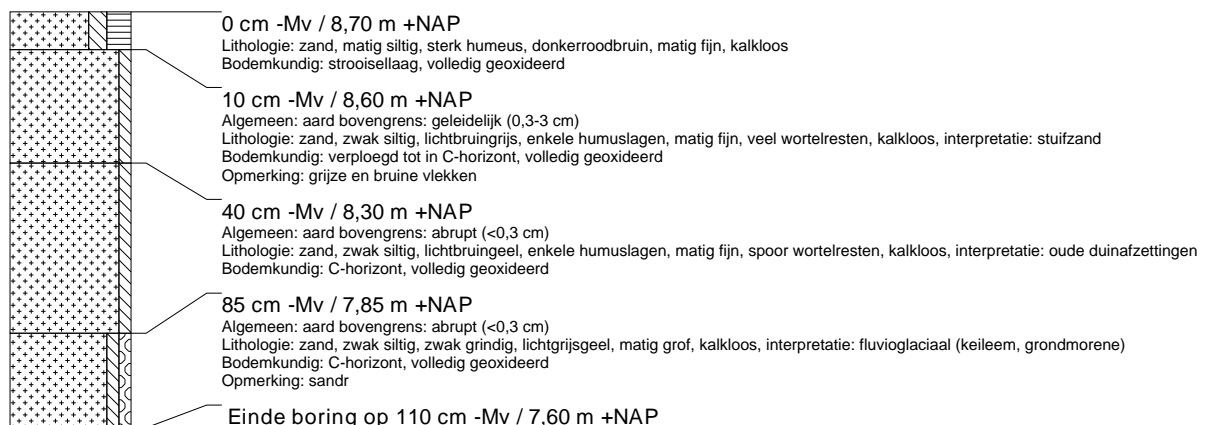 0 cm -Mv / 8,70 m +NAP
Lithologie: zand, matig siltig, sterk humeus, donkerroodbruin, matig fijn, kalkloos
Bodemkundig: strooisellaag, volledig geoxideerd
10 cm -Mv / 8,60 m +NAP
Algemeen: aard bovengrens: geleidelijk (0,3-3 cm)
Lithologie: zand, zwak siltig, lichtbruingrijs, enkele humuslagen, matig fijn, veel wortelresten, kalkloos, interpretatie: stuifzand
Bodemkundig: verploegd tot in C-horizont, volledig geoxideerd
Opmerking: grijze en bruine vlekken
40 cm -Mv / 8,30 m +NAP
Algemeen: aard bovengrens: abrupt (<0,3 cm)
Lithologie: zand, zwak siltig, lichtbruingeel, enkele humuslagen, matig fijn, spoor wortelresten, kalkloos, interpretatie: oude duinafzettingen
Bodemkundig: C-horizont, volledig geoxideerd
85 cm -Mv / 7,85 m +NAP
Algemeen: aard bovengrens: abrupt (<0,3 cm)
Lithologie: zand, zwak siltig, zwak grindig, lichtgrijsgeel, matig grof, kalkloos, interpretatie: fluvioglaciaal (keileem, grondmorene)
Bodemkundig: C-horizont, volledig geoxideerd
Opmerking: sandr
Einde boring op 110 cm -Mv / 7,60 m +NAP